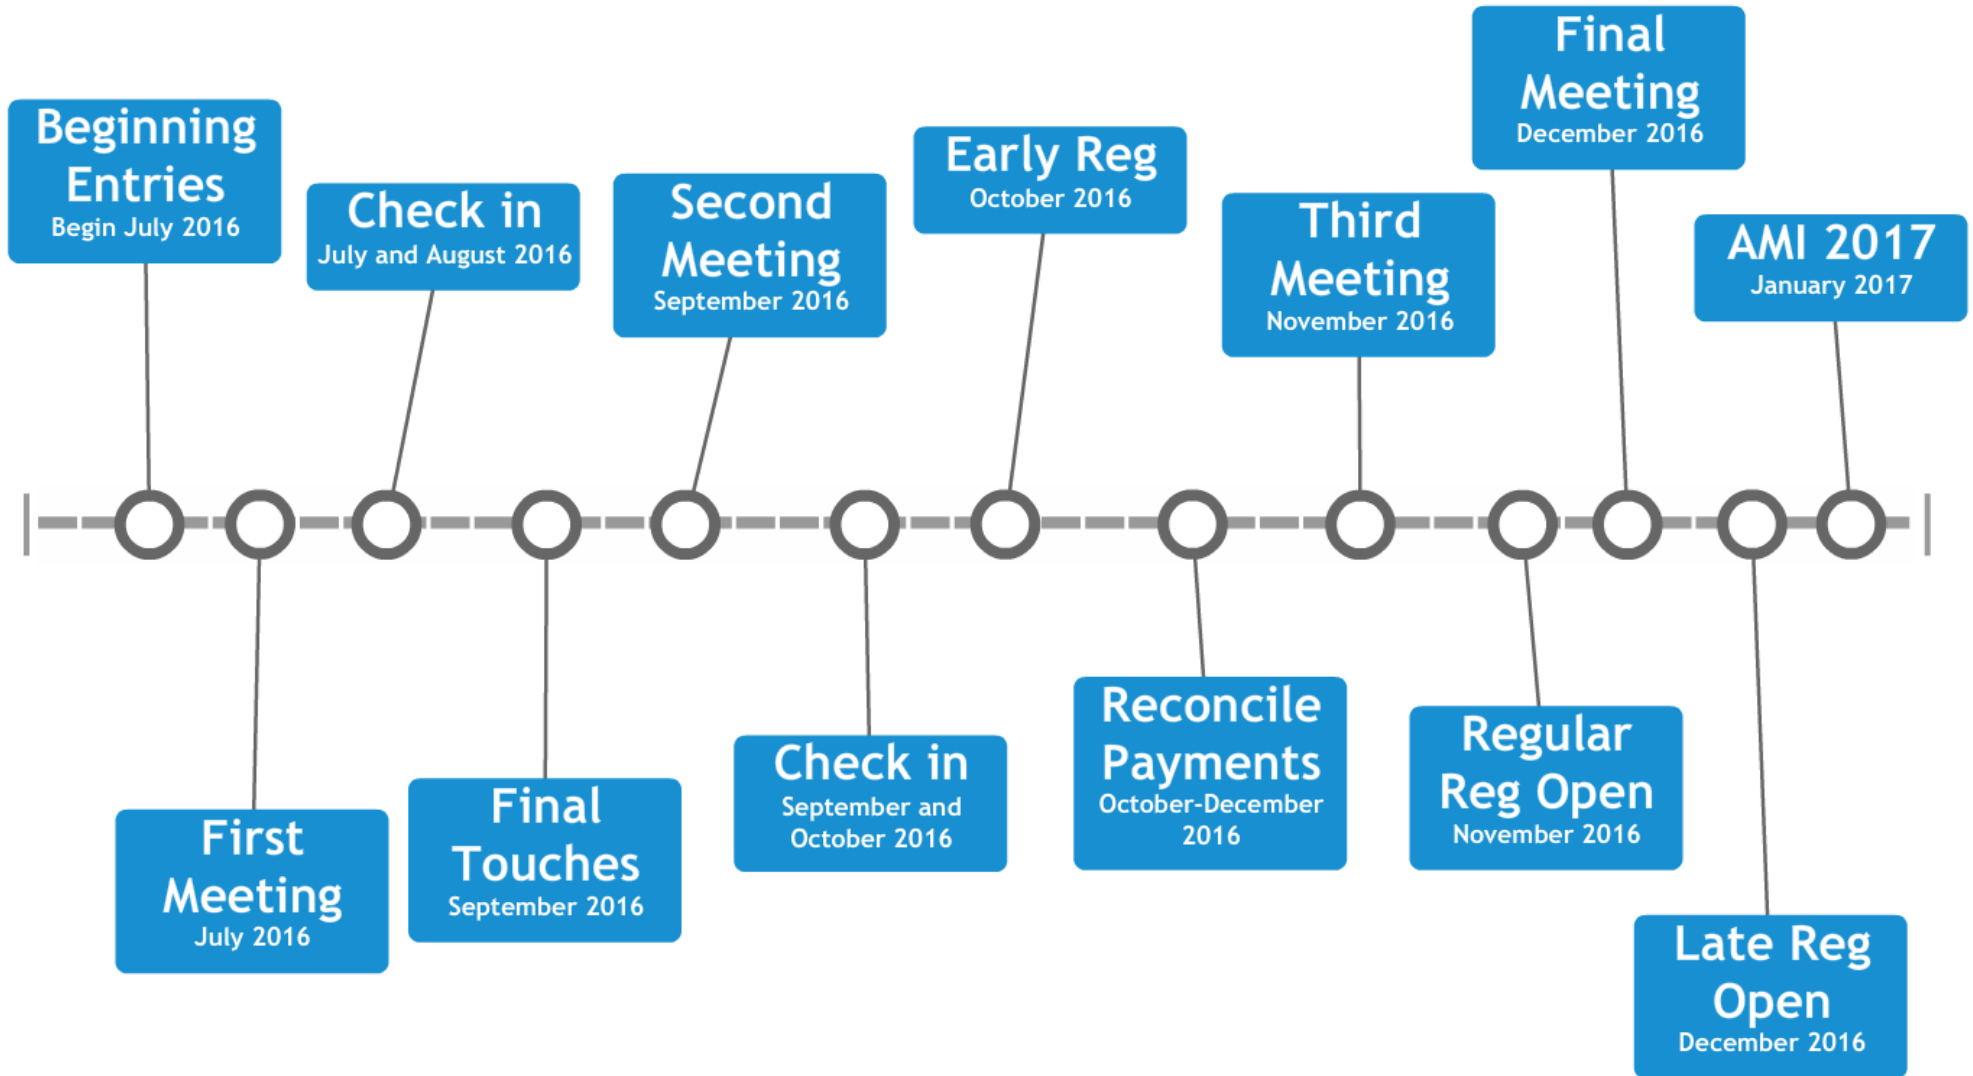 Beginning
Entries
Begin July 2016
First
Meeting
July 2016
Check in
July and August 2016
Final
Touches
September 2016
Second
Meeting
September 2016
Check in
September and
October 2016
Early Reg
October 2016
Reconcile
Payments
October-December
2016
Third
Meeting
November 2016
Regular
Reg Open
November 2016
Final
Meeting
December 2016
Late Reg
Open
December 2016
AMI 2017
January 2017